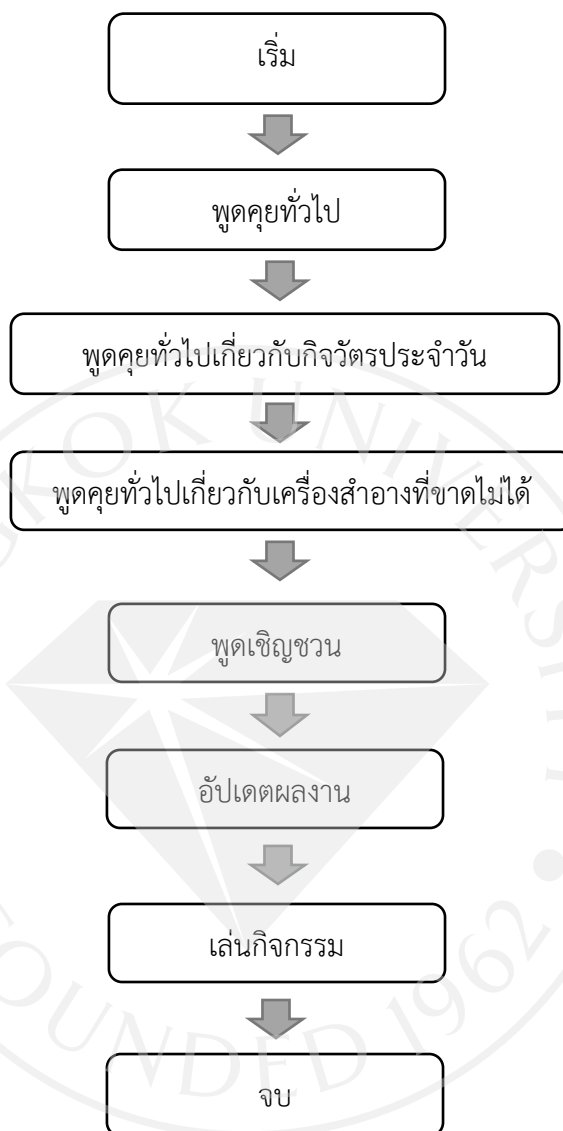 เริ่ม
พูดคุยทั่วไป
พูดคุยทั่วไปเกี่ยวกับกิจวัตรประจำวัน
พูดคุยทั่วไปเกี่ยวกับเครื่องสำอางที่ขาดไม่ได้
พูดเชิญชวน
อัปเดตผลงาน
เล่นกิจกรรม
จบ
GKOK UNIVERSITY
FOUNDED 1962